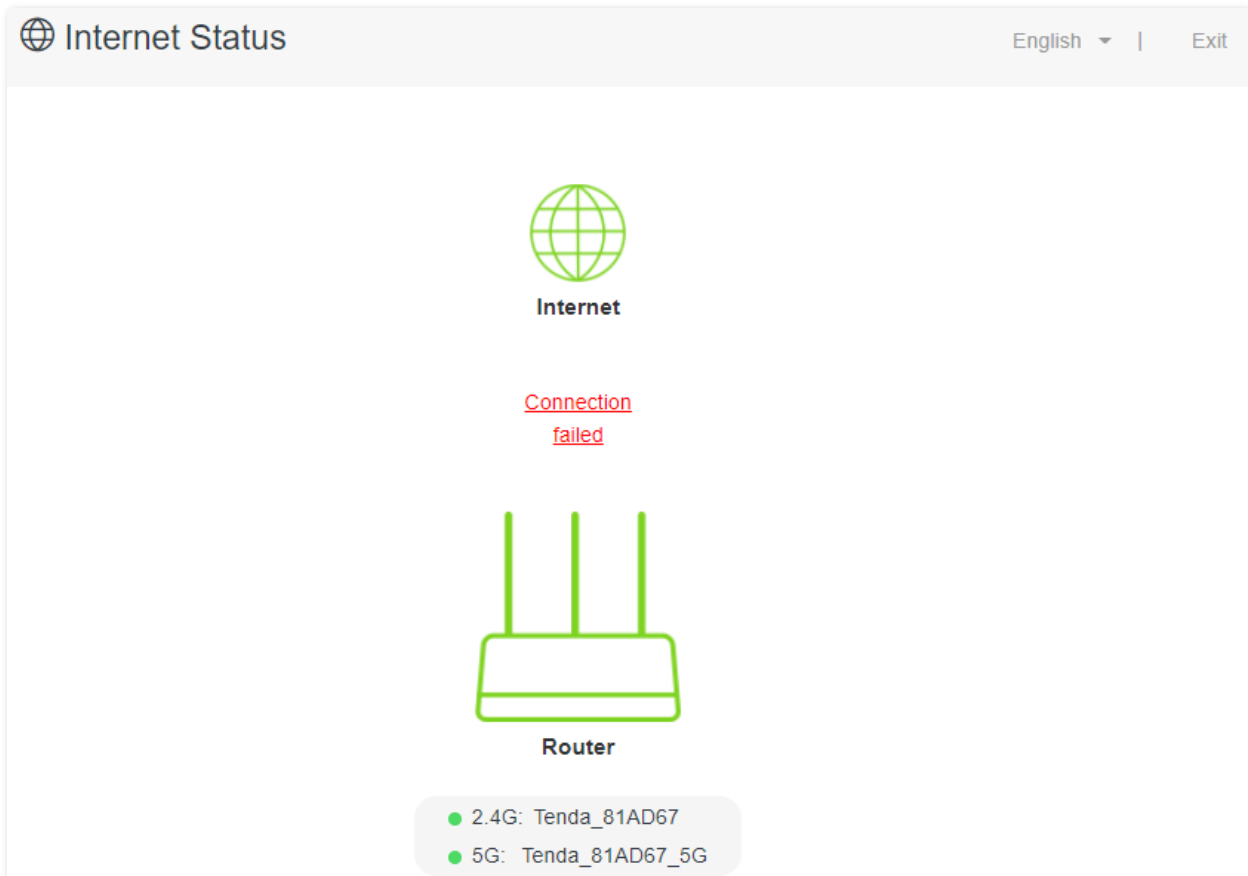 Internet Status
English |
Exit
Internet
Connection
failed
Router
2.4G: Tenda_81AD67
5G: Tenda_81AD67_5G